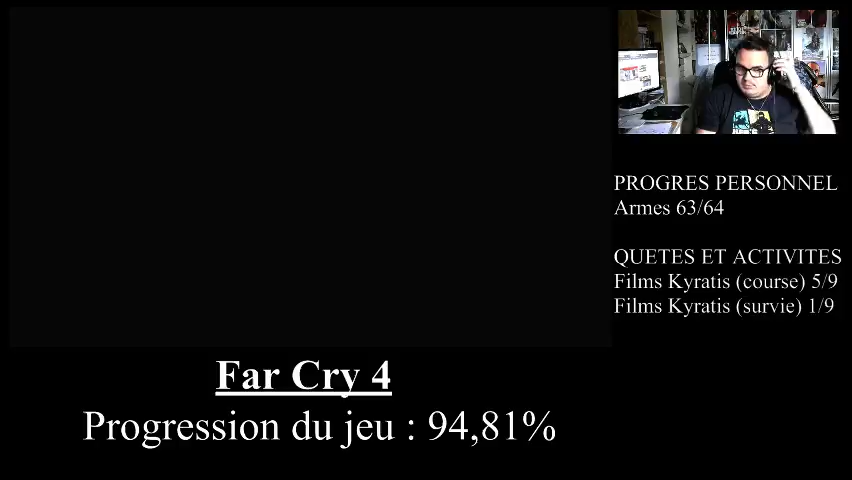 PROGRES PERSONNEL
Armes 63/64
QUETES ET ACTIVITES
Films Kyratis (course) 5/9
Films Kyratis (survie) 1/9
Far Cry 4
Progression du jeu : 94,81%